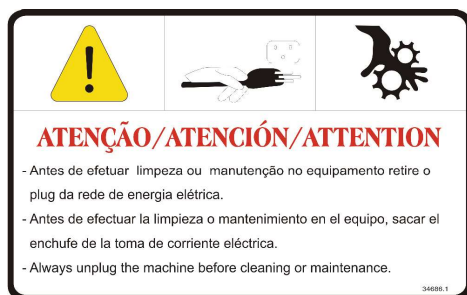 ATENÇÃO/ATENCIÓN/ATTENTION
- Antes de efetuar limpeza ou manutenção no equipamento retire o
plug da rede de energia elétrica.
- Antes de efectuar la limpieza o mantenimiento en el equipo, sacar el
enchufe de la toma de corriente eléctrica.
- Always unplug the machine before cleaning or maintenance.
34686.1